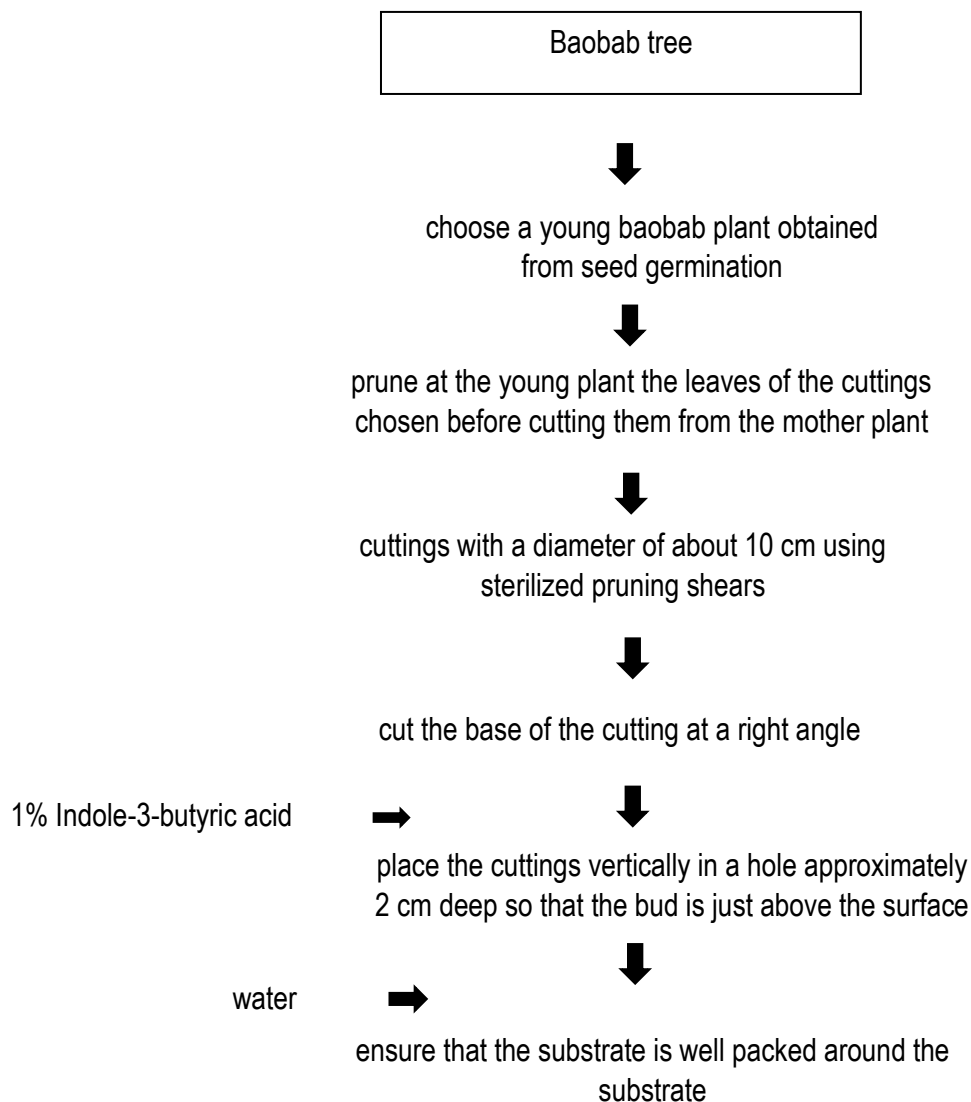 Baobab tree
choose a young baobab plant obtained
from seed germination
prune at the young plant the leaves of the cuttings
chosen before cutting them from the mother plant
cuttings with a diameter of about 10 cm using
sterilized pruning shears
cut the base of the cutting at a right angle
1% Indole-3-butyric acid
place the cuttings vertically in a hole approximately
2 cm deep so that the bud is just above the surface
water
ensure that the substrate is well packed around the
substrate